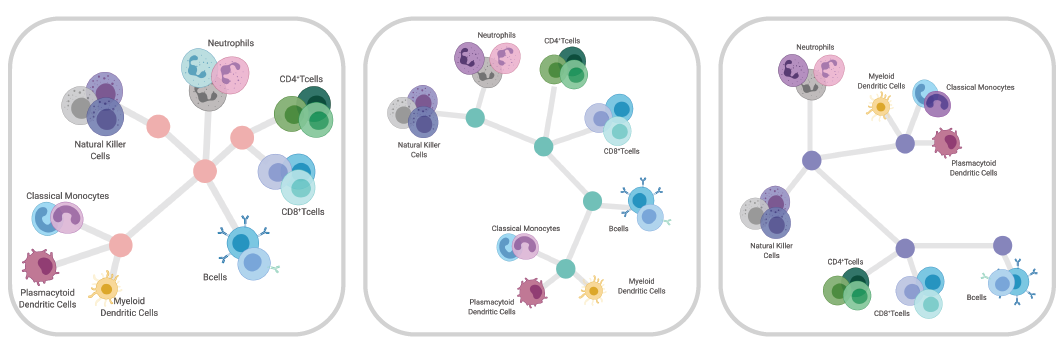 Neutrophils
CD4⁺Tcells
Natural Killer
Cells
CD8⁺Tcells
Classical Monocytes
Bcells
Plasmacytoid
Dendritic Cells
Myeloid
Dendritic Cells
Neutrophils
CD4⁺Tcells
Natural Killer
Cells
CD8⁺Tcells
Bcells
Classical Monocytes
Myeloid
Dendritic Cells
Plasmacytoid
Dendritic Cells
Neutrophils
Myeloid
Dendritic Cells
Classical Monocytes
Plasmacytoid
Dendritic Cells
Natural Killer
Cells
CD4⁺Tcells
Bcells
CD8⁺Tcells